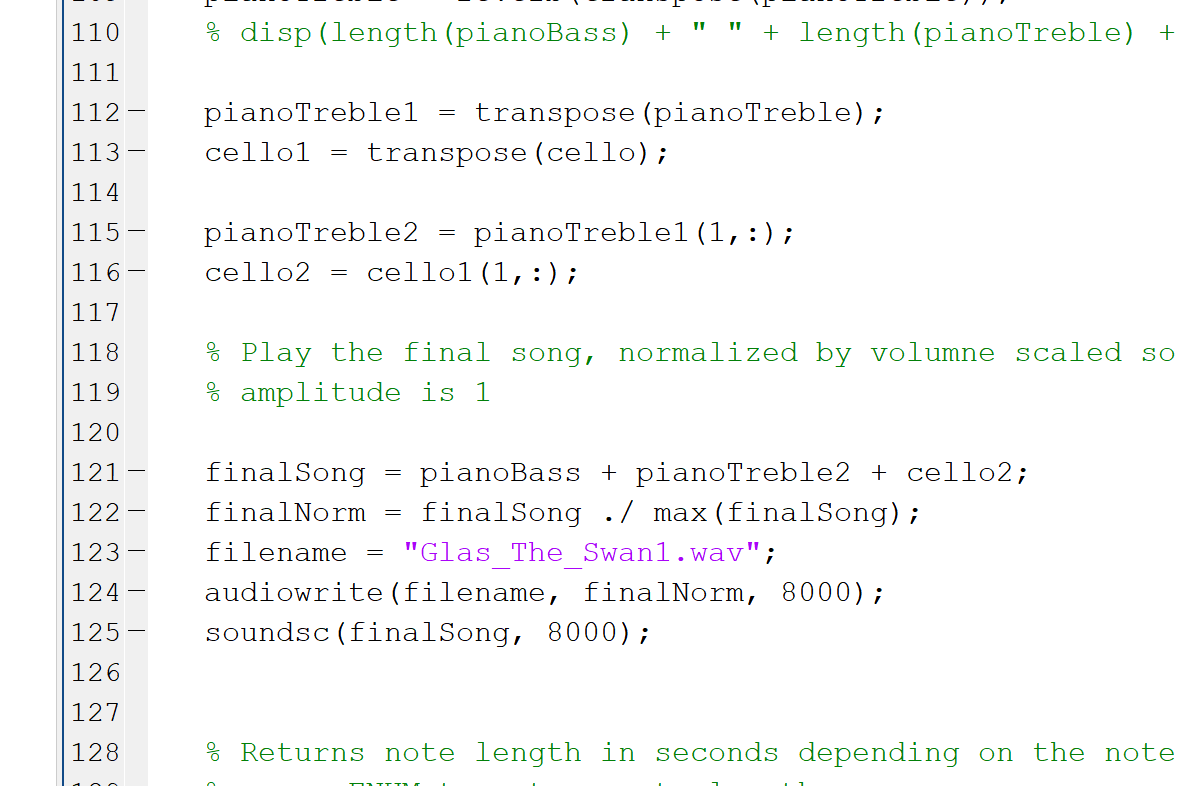 110 % disp(length(pianoBass) + " " + length(pianoTreble) +
111
112 – pianoTreble1 = transpose(pianoTreble);
113 – cello1 = transpose(cello);
114
115 – pianoTreble2 = pianoTreble1(1,:);
116 – cello2 = cello1(1,:);
117
118 % Play the final song, normalized by volumne scaled so
119 % amplitude is 1
120
121 – finalSong = pianoBass + pianoTreble2 + cello2;
122 – finalNorm = finalSong ./ max(finalSong);
123 – filename = "Glas_The_Swan1.wav";
124 – audiowrite(filename, finalNorm, 8000);
125 – soundsc(finalSong, 8000);
126
127
128 % Returns note length in seconds depending on the note